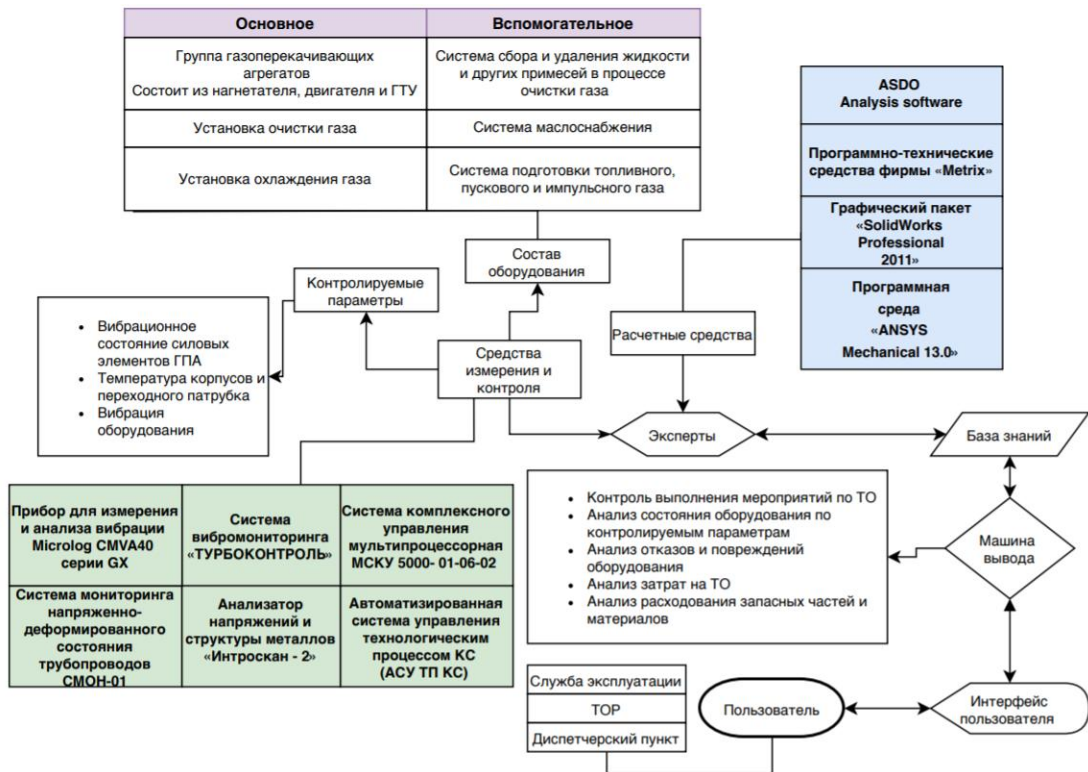 Основное
Вспомогательное
Группа газоперекачивающих
агрегатов
Состоит из нагнетателя, двигателя и ГТУ
Система сбора и удаления жидкости
и других примесей в процессе
очистки газа
Установка очистки газа
Система маслоснабжения
Установка охлаждения газа
Система подготовки топливного,
пускового и импульсного газа
ASDO
Analysis software
Программно-технические
средства фирмы «Metrix»
Графический пакет
«SolidWorks
Professional
2011»
Программная
среда
«ANSYS
Mechanical 13.0»
Состав
оборудования
Контролируемые
параметры
• Вибрационное
состояние силовых
элементов ГПА
• Температура корпусов и
переходного патрубка
• Вибрация
оборудования
Средства
измерения и
контроля
Расчетные средства
Эксперты
База знаний
Прибор для измерения
и анализа вибрации
Microlog CMVA40
серии GX
Система
вибромониторинга
«ТУРБОКОНТРОЛЬ»
Система комплексного
управления
мультипроцессорная
МСКУ 5000- 01-06-02
Система мониторинга
напряженно-
деформированного
состояния
трубопроводов
СМОН-01
Анализатор
напряжений и
структуры металлов
«Интроскан - 2»
Автоматизированная
система управления
технологическим
процессом КС
(АСУ ТП КС)
• Контроль выполнения мероприятий по ТО
• Анализ состояния оборудования по
контролируемым параметрам
• Анализ отказов и повреждений
оборудования
• Анализ затрат на ТО
• Анализ расходования запасных частей и
материалов
Машина
вывода
Служба эксплуатации
ТОР
Диспетчерский пункт
Пользователь
Интерфейс
пользователя